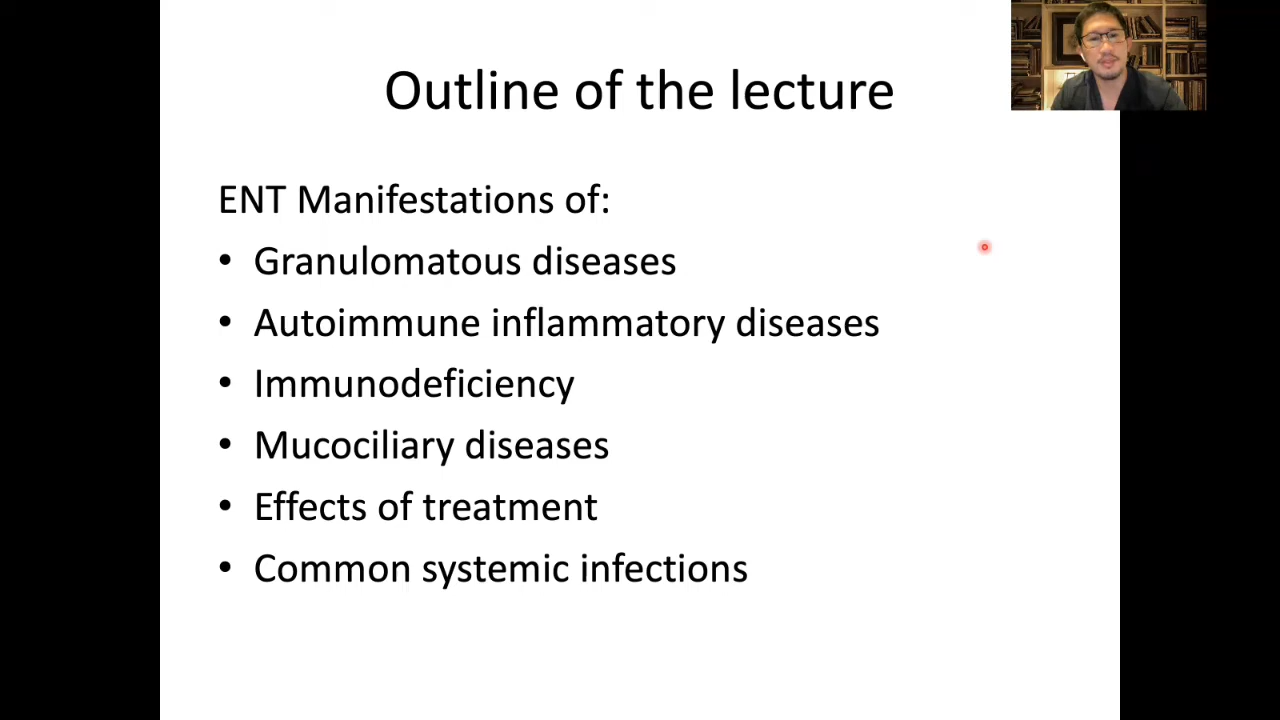 Outline of the lecture
ENT Manifestations of:
• Granulomatous diseases
• Autoimmune inflammatory diseases
• Immunodeficiency
• Mucociliary diseases
• Effects of treatment
• Common systemic infections